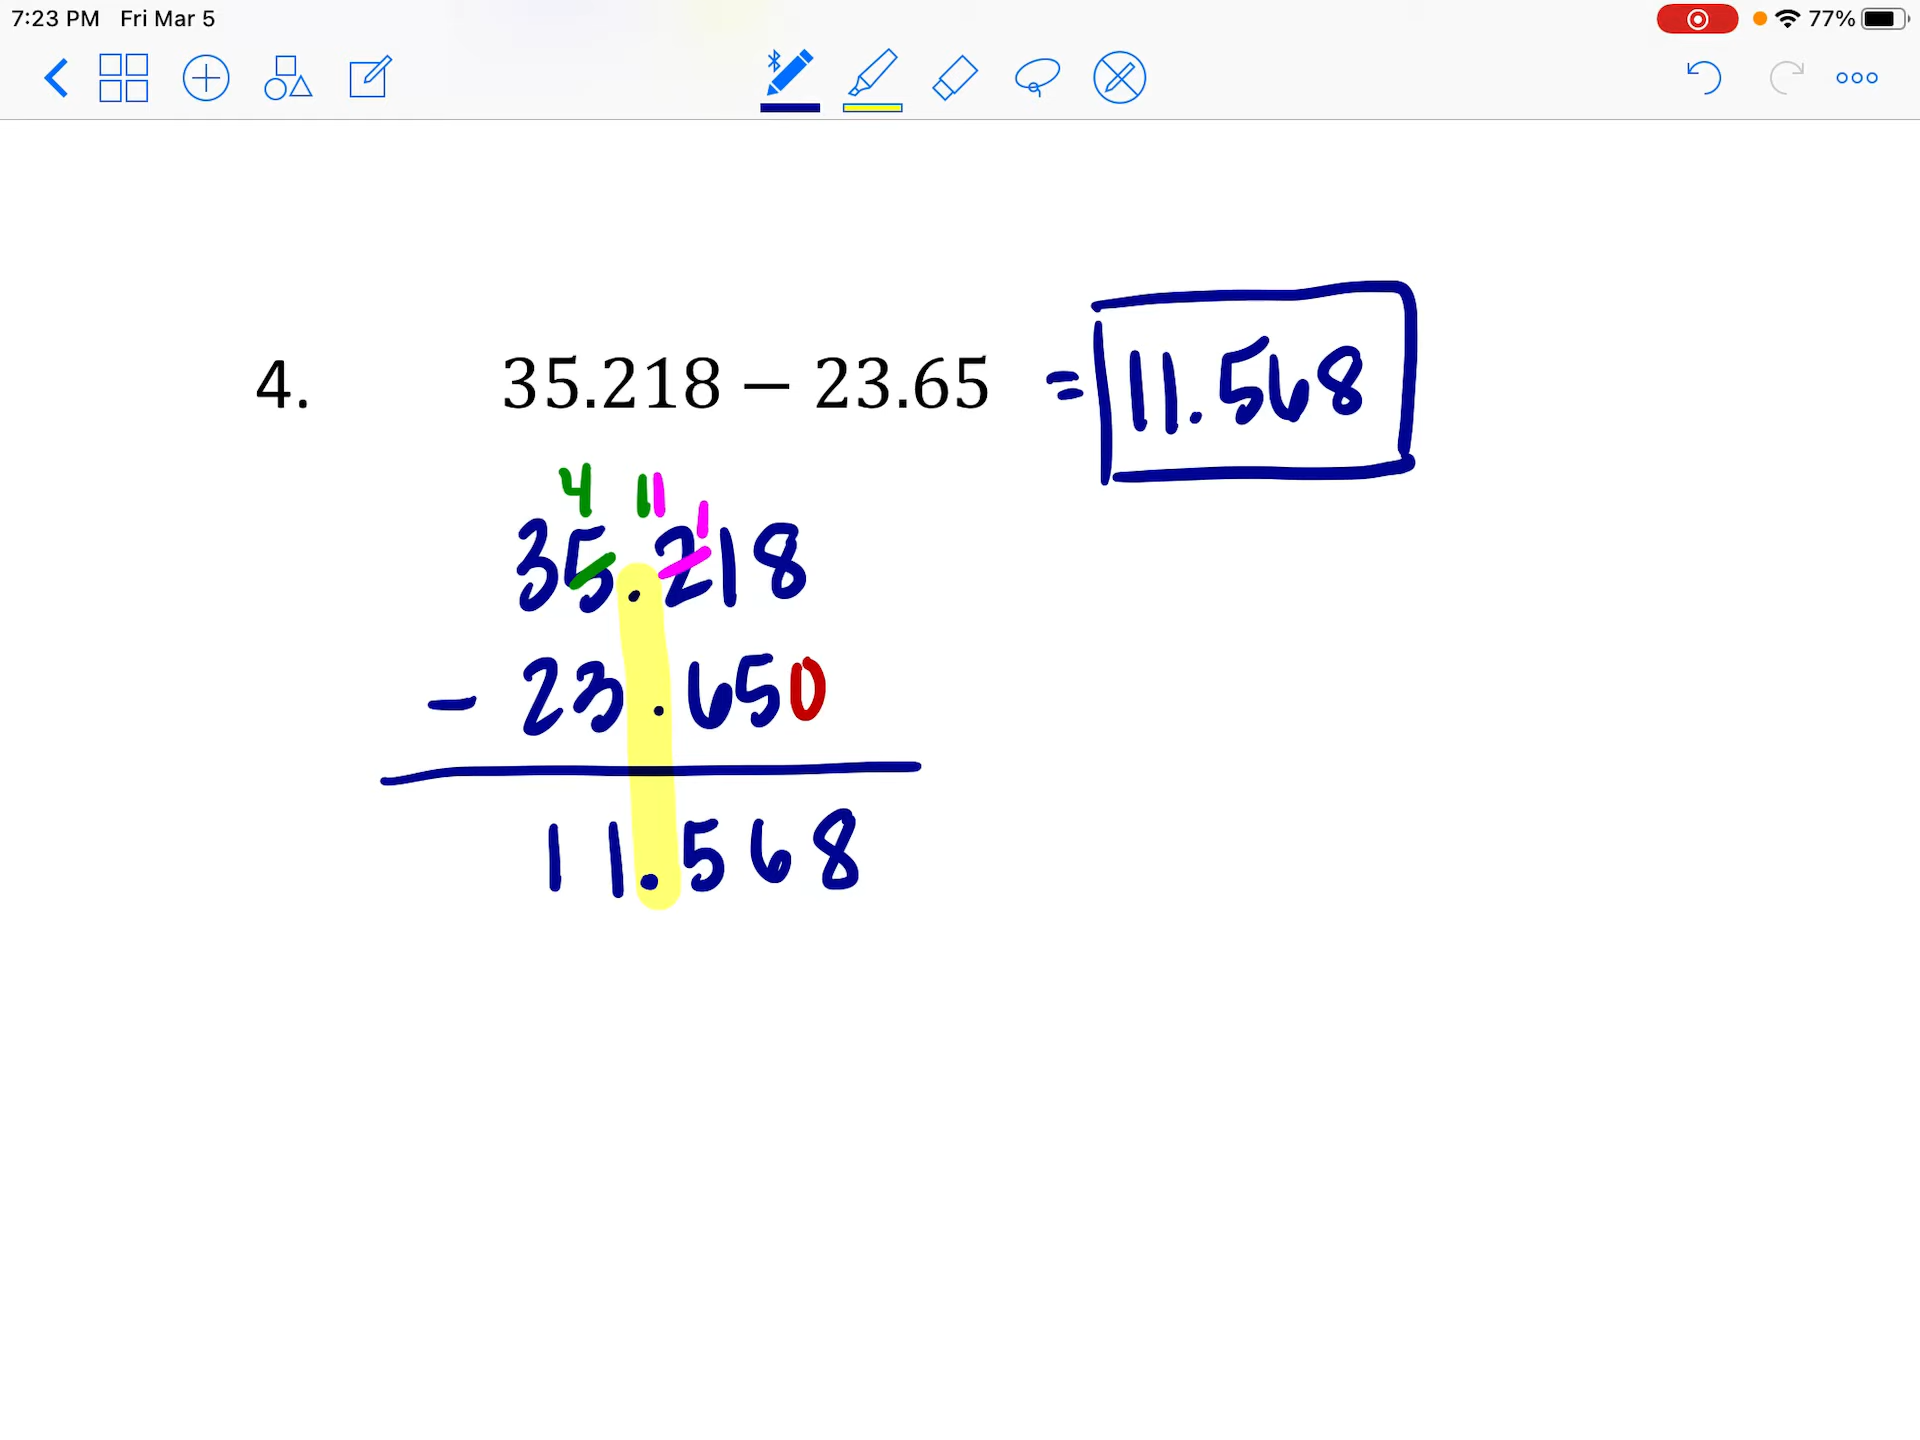 7:23 PM Fri Mar 5 77%
4. 35.218 − 23.65 = 11.568
4 11 1
35.218
- 23.650
11.568